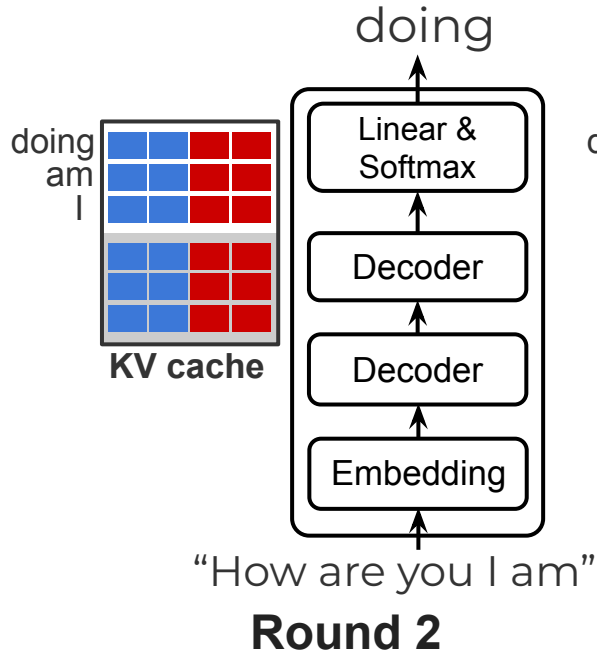 doing
Linear &
Softmax
doing
am
I
Decoder
Decoder
KV cache
Embedding
“How are you I am”
Round 2